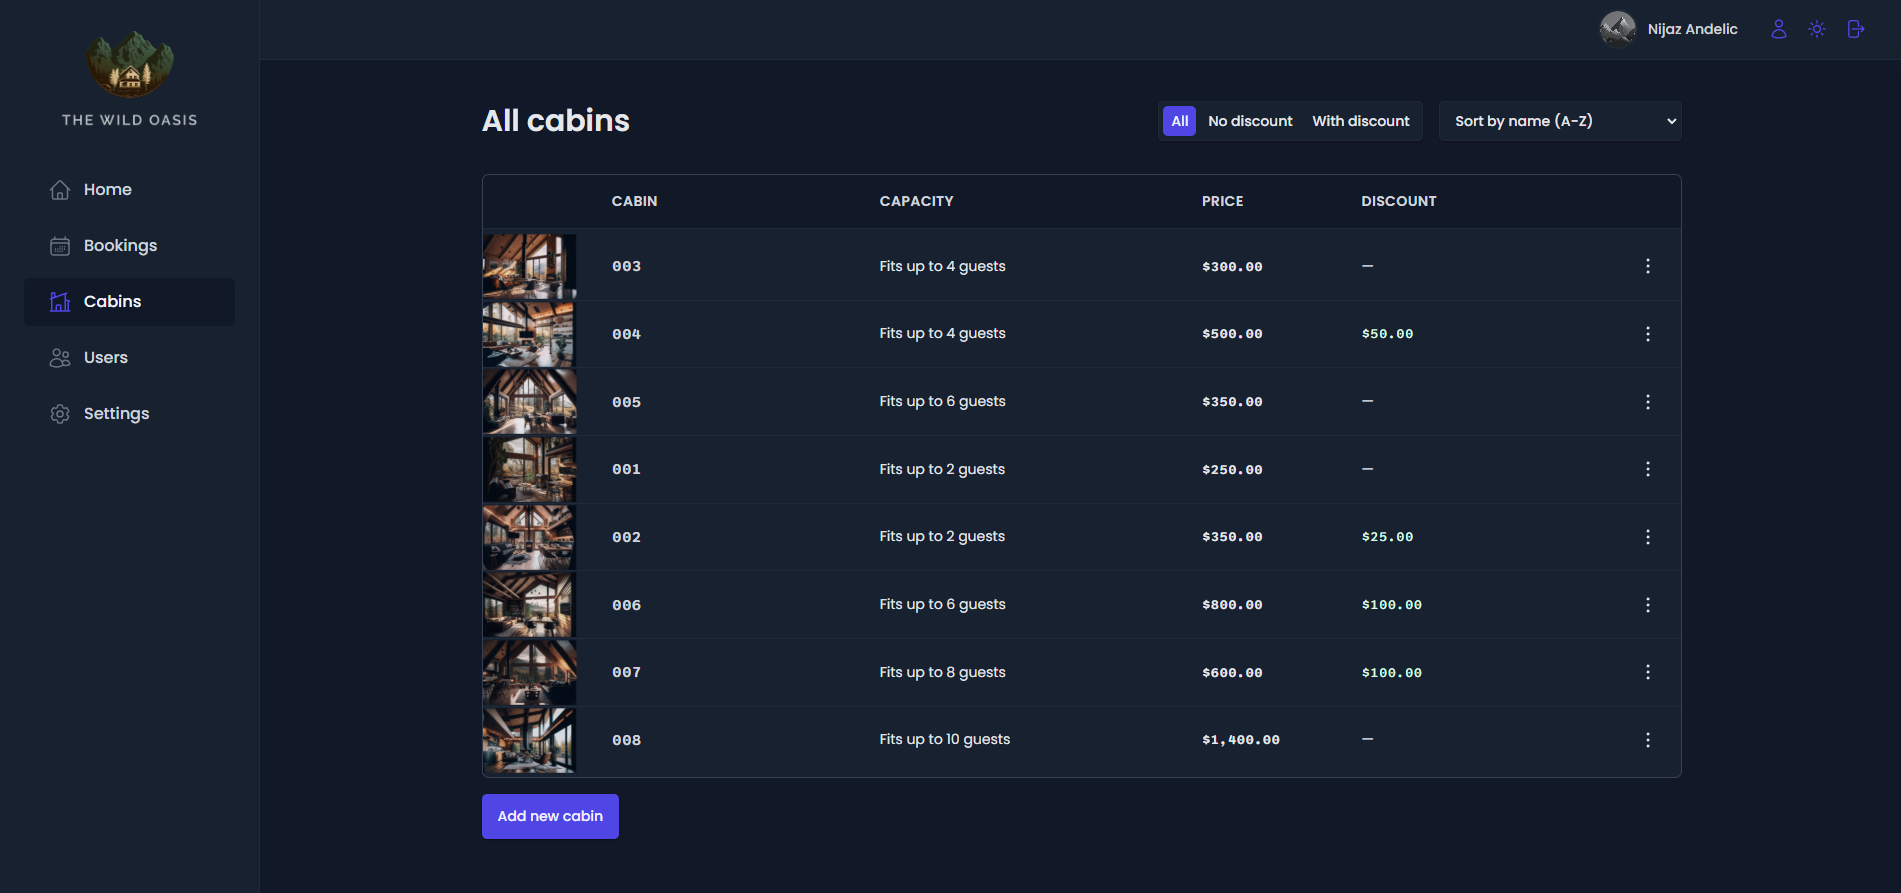 THE WILD OASIS
Home
Bookings
Cabins
Users
Settings
Nijaz Andelic
All cabins
All No discount With discount Sort by name (A-Z)
CABIN CAPACITY PRICE DISCOUNT
003 Fits up to 4 guests $300.00 —
004 Fits up to 4 guests $500.00 $50.00
005 Fits up to 6 guests $350.00 —
001 Fits up to 2 guests $250.00 —
002 Fits up to 2 guests $350.00 $25.00
006 Fits up to 6 guests $800.00 $100.00
007 Fits up to 8 guests $600.00 $100.00
008 Fits up to 10 guests $1,400.00 —
Add new cabin